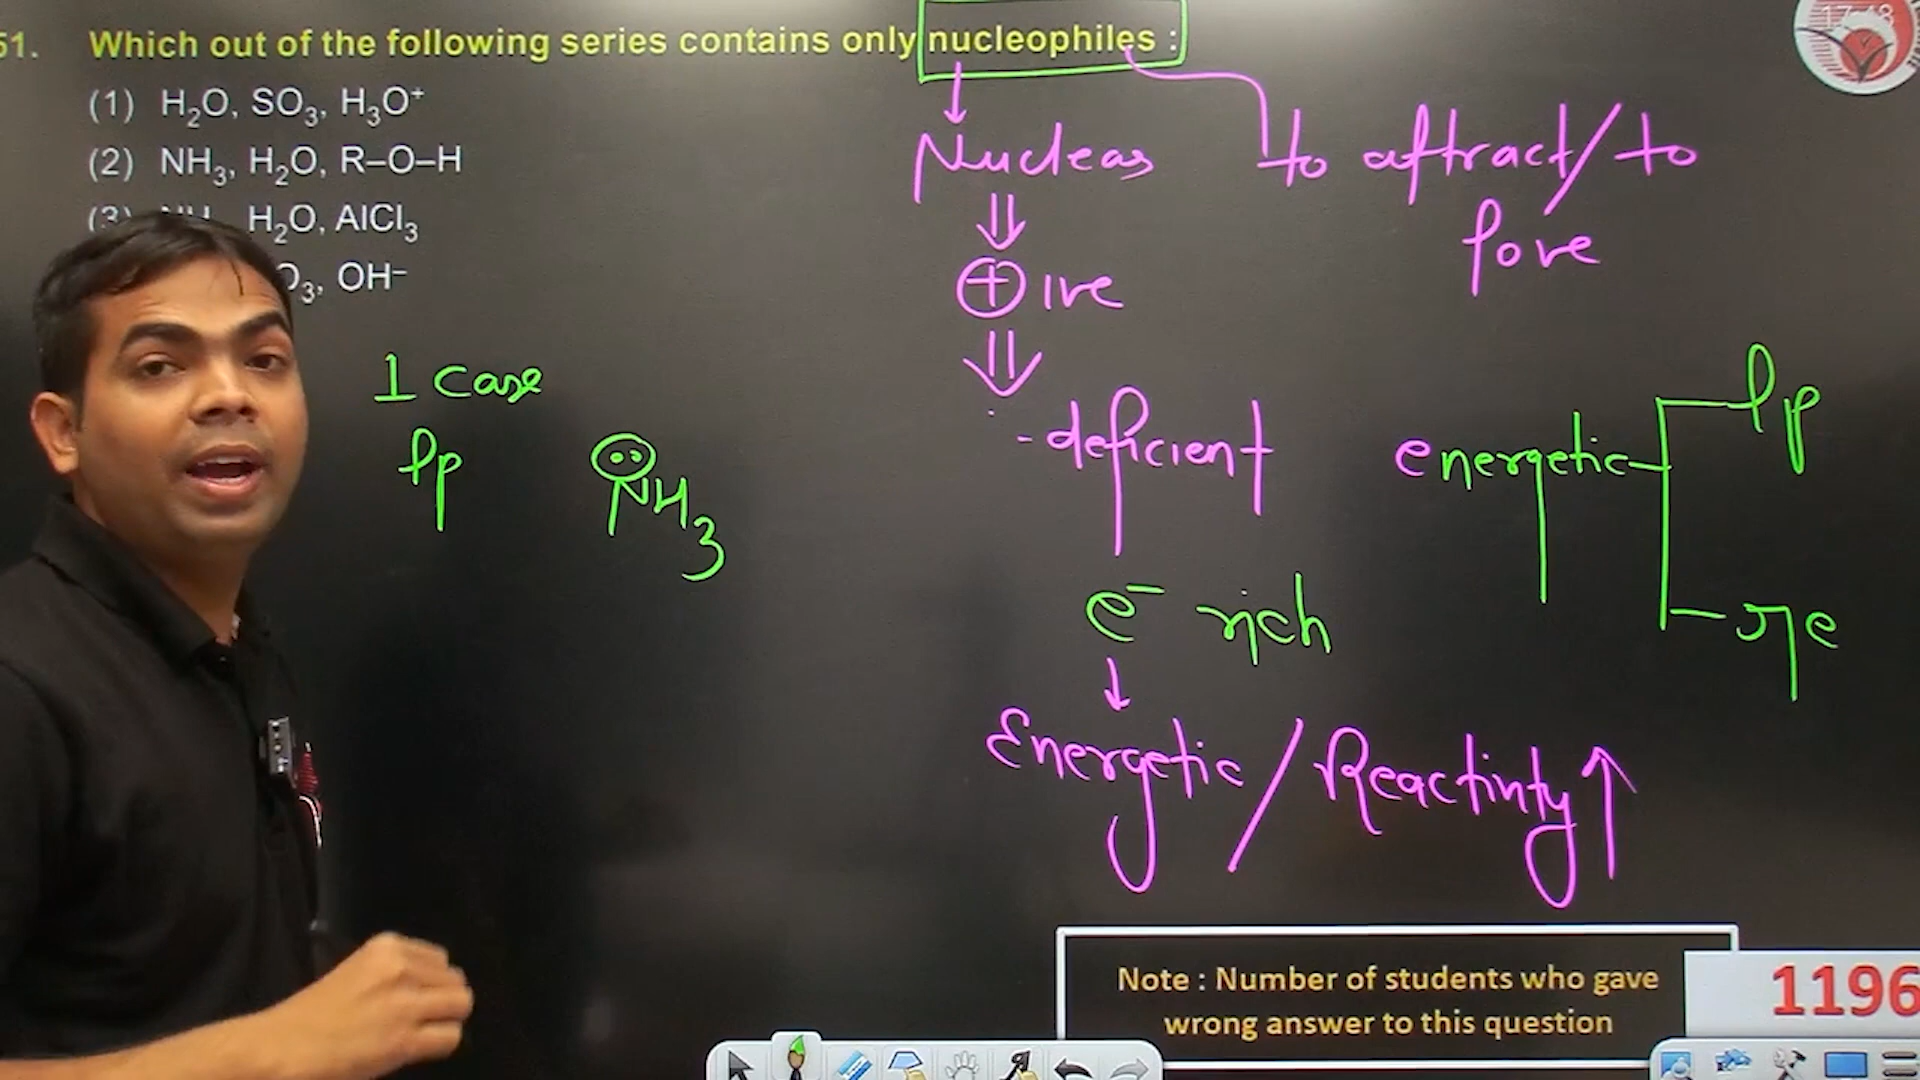 51. Which out of the following series contains only nucleophiles :
(1) H₂O, SO₃, H₃O⁺
(2) NH₃, H₂O, R–O–H
(3) H₂O, AlCl₃
O₃, OH⁻
Nucleas
to attract/to
love
⊕ive
-deficient
e⁻ rich
Energetic/Reactivity ↑
energetic
lp
-ve
1 Case
lp
NH₃
Note : Number of students who gave
wrong answer to this question
1196